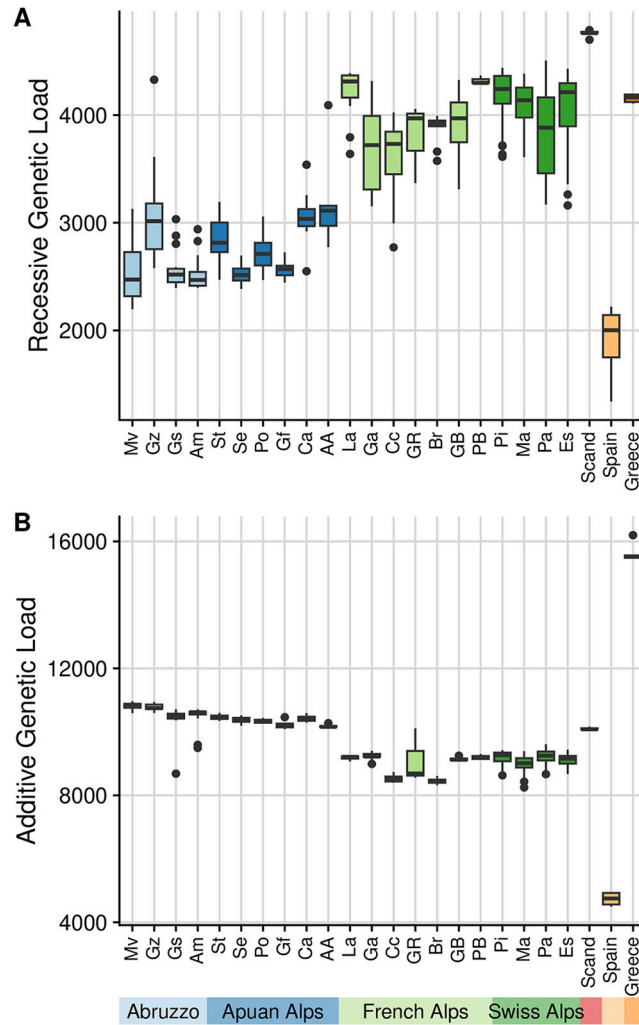 A
Recessive Genetic Load
4000
3000
2000
Mv Gz Gs Am St Se Po Gf Ca AA La Ga Cc GR Br GB PB Pi Ma Pa Es Scand Spain Greece
B
Additive Genetic Load
16000
12000
8000
4000
Mv Gz Gs Am St Se Po Gf Ca AA La Ga Cc GR Br GB PB Pi Ma Pa Es Scand Spain Greece
Abruzzo Apuan Alps French Alps Swiss Alps